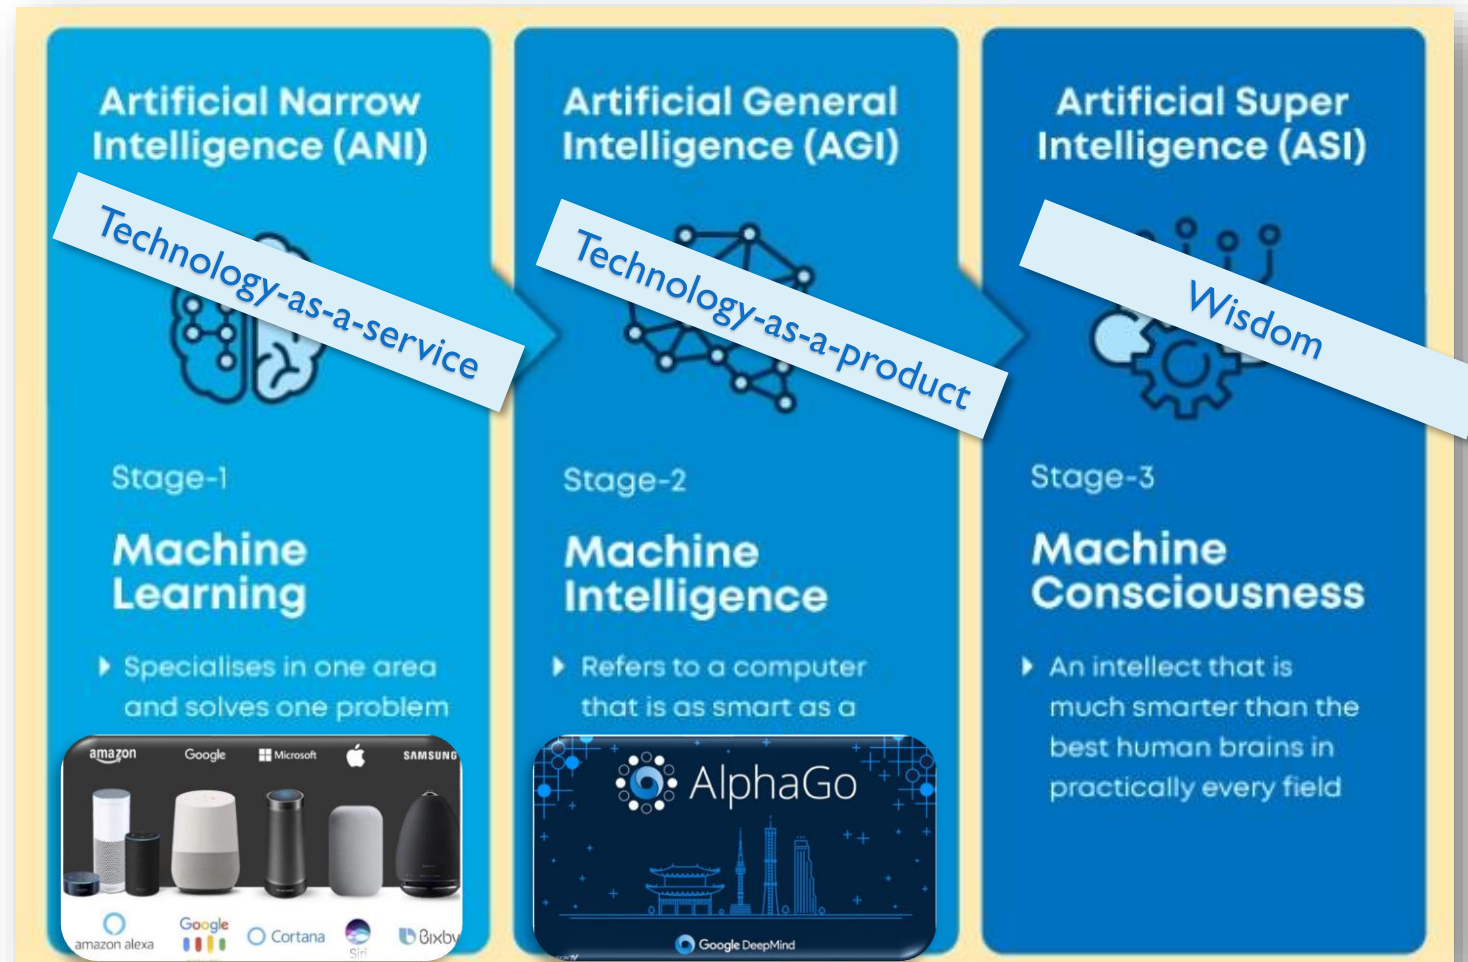 Artificial Narrow
Intelligence (ANI)
Technology-as-a-service
Stage-1
Machine
Learning
Specialises in one area
and solves one problem
amazon
Google
Microsoft
SAMSUNG
amazon alexa
Google
Cortana
Siri
Bixby
Artificial General
Intelligence (AGI)
Technology-as-a-product
Stage-2
Machine
Intelligence
Refers to a computer
that is as smart as a
AlphaGo
Google DeepMind
Artificial Super
Intelligence (ASI)
Wisdom
Stage-3
Machine
Consciousness
An intellect that is
much smarter than the
best human brains in
practically every field